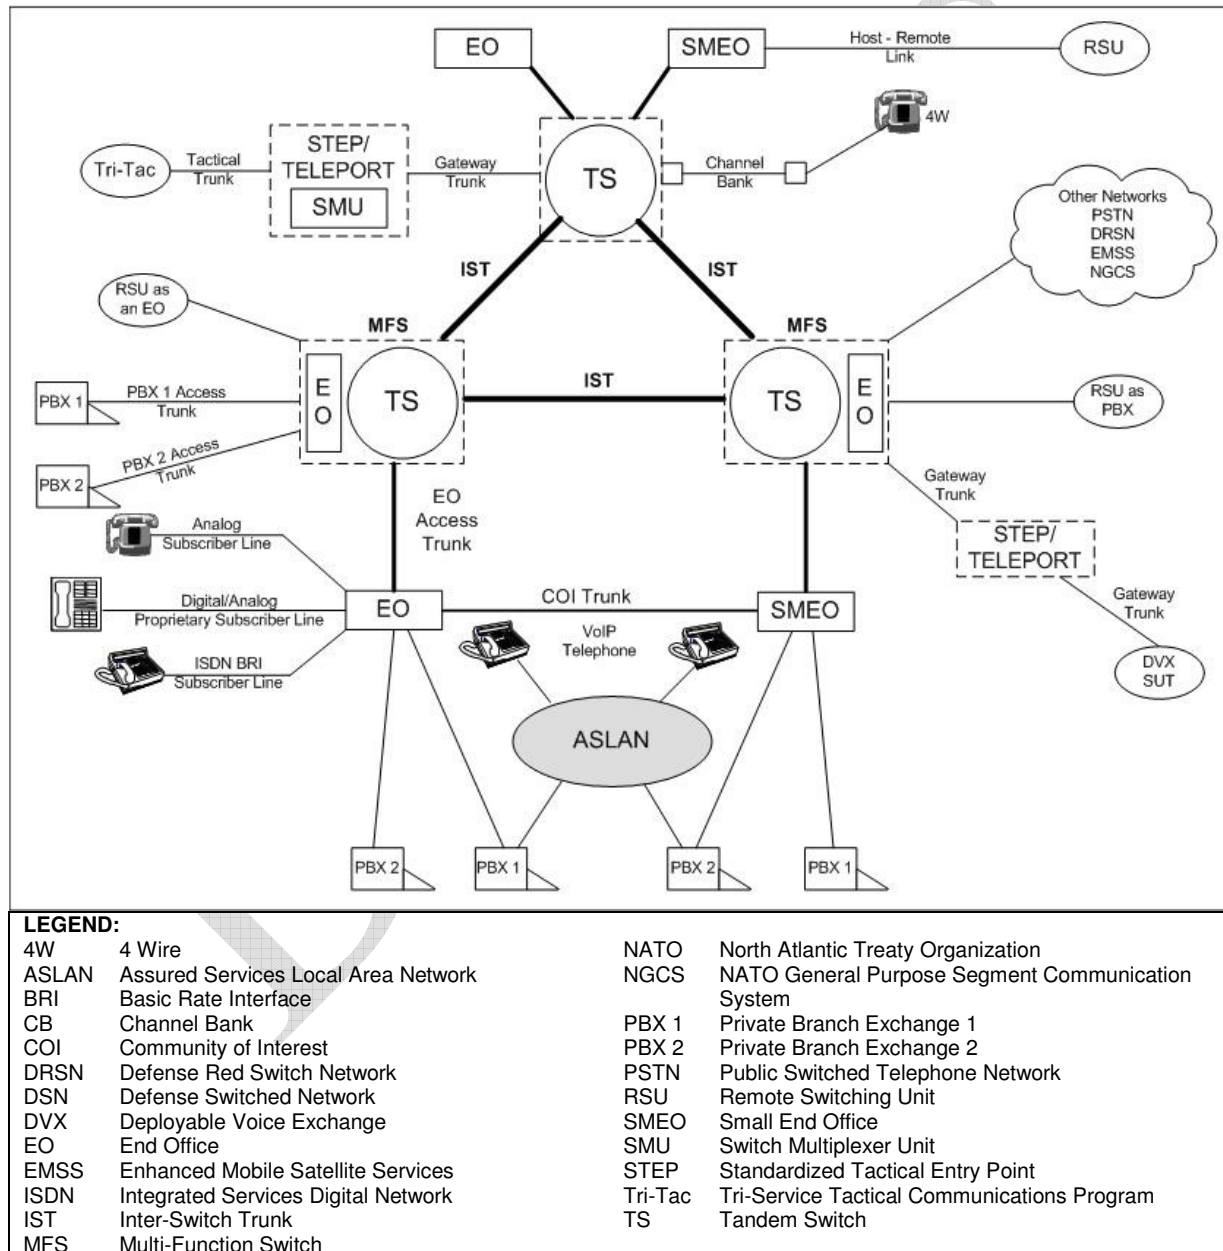 EO
SMEO
Host - Remote
Link
RSU
4W
STEP/
TELEPORT
SMU
Tri-Tac
Tactical
Trunk
Gateway
Trunk
TS
Channel
Bank
Other Networks
PSTN
DRSN
EMSS
NGCS
IST
IST
RSU as
an EO
MFS
MFS
IST
E
O
TS
TS
E
O
PBX 1
PBX 1 Access
Trunk
RSU as
PBX
PBX 2
PBX 2 Access
Trunk
EO
Access
Trunk
Gateway
Trunk
Analog
Subscriber Line
STEP/
TELEPORT
Digital/Analog
Proprietary Subscriber Line
EO
COI Trunk
SMEO
Gateway
Trunk
VoIP
Telephone
ISDN BRI
Subscriber Line
DVX
SUT
ASLAN
PBX 2
PBX 1
PBX 2
PBX 1
LEGEND:
4W 4 Wire
ASLAN Assured Services Local Area Network
BRI Basic Rate Interface
CB Channel Bank
COI Community of Interest
DRSN Defense Red Switch Network
DSN Defense Switched Network
DVX Deployable Voice Exchange
EO End Office
EMSS Enhanced Mobile Satellite Services
ISDN Integrated Services Digital Network
IST Inter-Switch Trunk
MFS Multi-Function Switch
NATO North Atlantic Treaty Organization
NGCS NATO General Purpose Segment Communication
System
PBX 1 Private Branch Exchange 1
PBX 2 Private Branch Exchange 2
PSTN Public Switched Telephone Network
RSU Remote Switching Unit
SMEO Small End Office
SMU Switch Multiplexer Unit
STEP Standardized Tactical Entry Point
Tri-Tac Tri-Service Tactical Communications Program
TS Tandem Switch